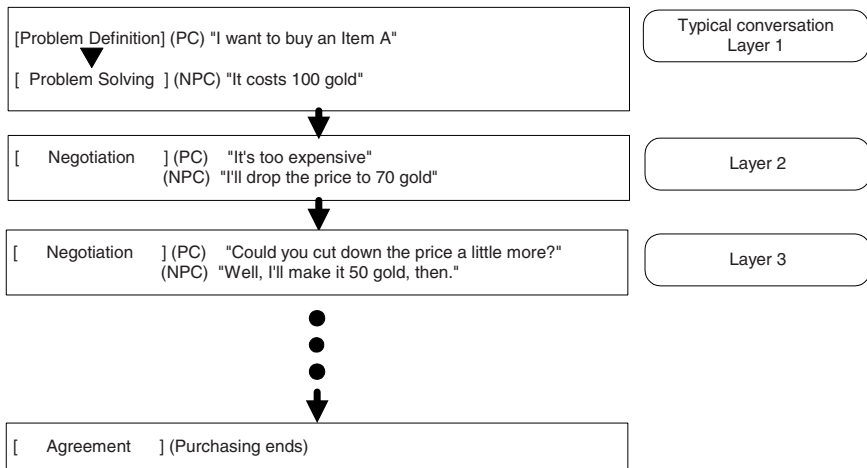 [Problem Definition] (PC) "I want to buy an Item A"
Typical conversation
Layer 1
[ Problem Solving ] (NPC) "It costs 100 gold"
[ Negotiation ] (PC) "It's too expensive"
(NPC) "I'll drop the price to 70 gold"
Layer 2
[ Negotiation ] (PC) "Could you cut down the price a little more?"
(NPC) "Well, I'll make it 50 gold, then."
Layer 3
[ Agreement ] (Purchasing ends)